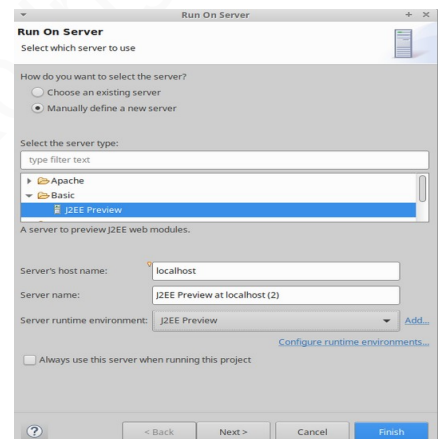 Run On Server
Run On Server
Select which server to use
How do you want to select the server?
Choose an existing server
Manually define a new server
Select the server type:
type filter text
Apache
Basic
J2EE Preview
A server to preview J2EE web modules.
Server's host name: localhost
Server name: J2EE Preview at localhost (2)
Server runtime environment: J2EE Preview Add...
Configure runtime environments...
Always use this server when running this project
? < Back Next > Cancel Finish